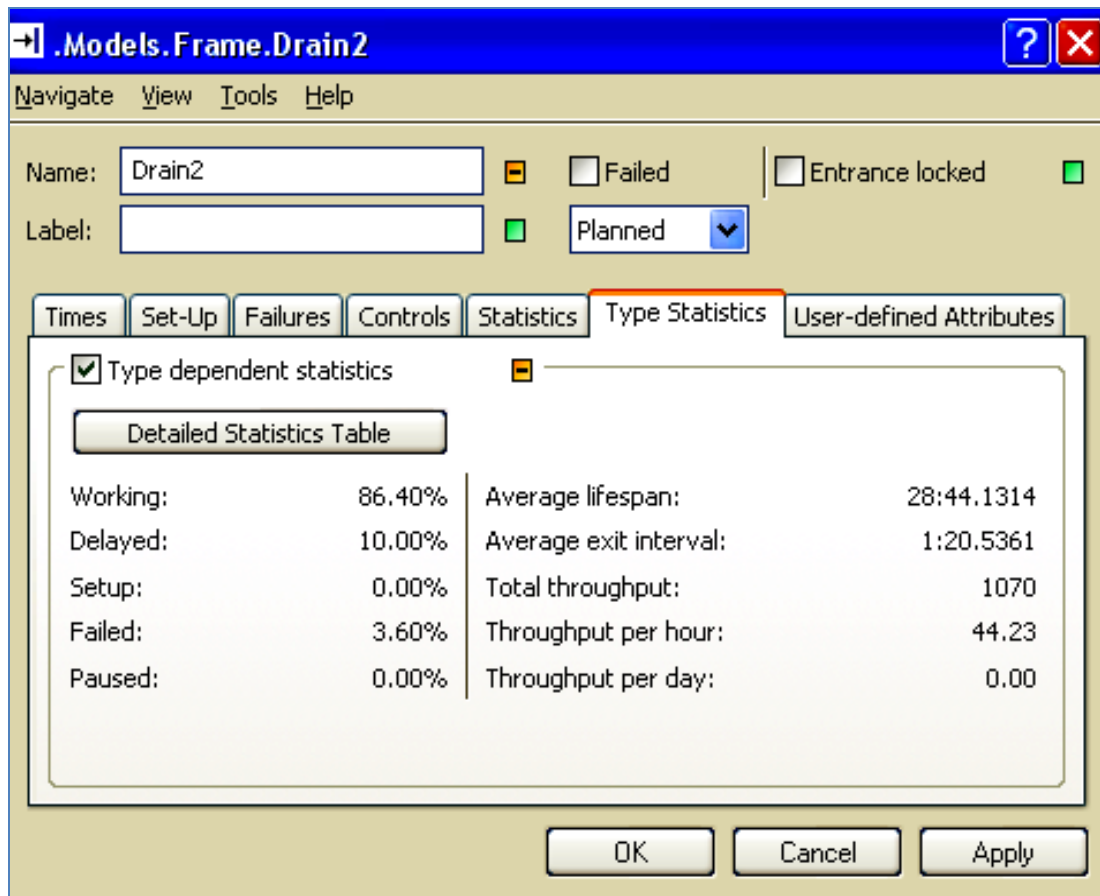 .Models.Frame.Drain2 ?
Navigate View Tools Help
Name: Drain2 Failed Entrance locked
Label: Planned
Times Set-Up Failures Controls Statistics Type Statistics User-defined Attributes
Type dependent statistics
Detailed Statistics Table
Working: 86.40% Average lifespan: 28:44.1314
Delayed: 10.00% Average exit interval: 1:20.5361
Setup: 0.00% Total throughput: 1070
Failed: 3.60% Throughput per hour: 44.23
Paused: 0.00% Throughput per day: 0.00
OK Cancel Apply